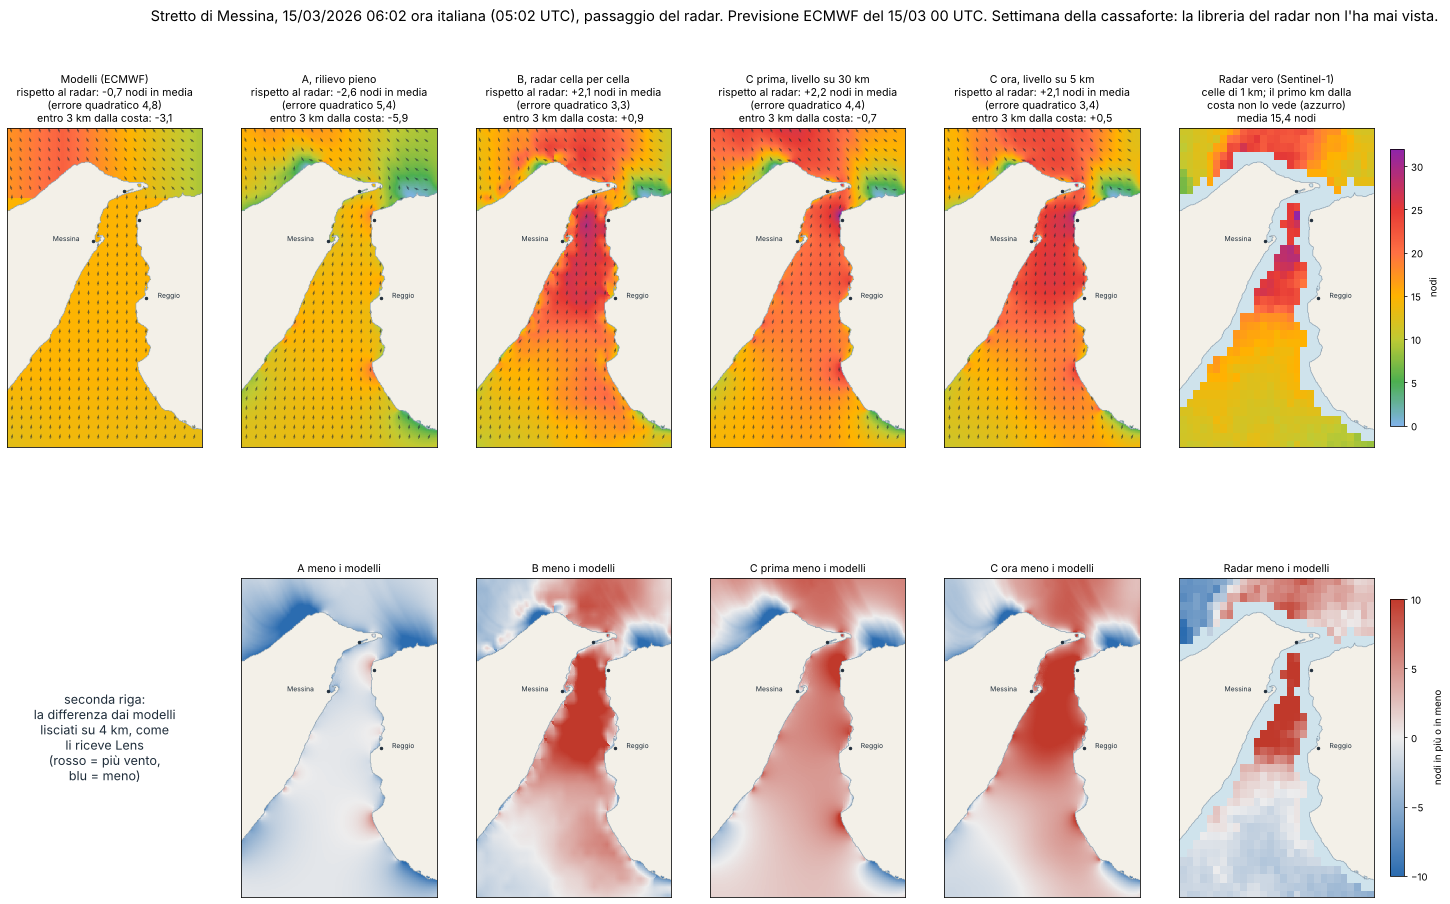 Stretto di Messina, 15/03/2026 06:02 ora italiana (05:02 UTC), passaggio del radar. Previsione ECMWF del 15/03 00 UTC. Settimana della cassaforte: la libreria del radar non l'ha mai vista.
Modelli (ECMWF)
rispetto al radar: -0,7 nodi in media
(errore quadratico 4,8)
entro 3 km dalla costa: -3,1
A, rilievo pieno
rispetto al radar: -2,6 nodi in media
(errore quadratico 5,4)
entro 3 km dalla costa: -5,9
B, radar cella per cella
rispetto al radar: +2,1 nodi in media
(errore quadratico 3,3)
entro 3 km dalla costa: +0,9
C prima, livello su 30 km
rispetto al radar: +2,2 nodi in media
(errore quadratico 4,4)
entro 3 km dalla costa: -0,7
C ora, livello su 5 km
rispetto al radar: +2,1 nodi in media
(errore quadratico 3,4)
entro 3 km dalla costa: +0,5
Radar vero (Sentinel-1)
celle di 1 km; il primo km dalla
costa non lo vede (azzurro)
media 15,4 nodi
Messina
Reggio
Messina
Reggio
Messina
Reggio
Messina
Reggio
Messina
Reggio
Messina
Reggio
30
25
20
15
10
5
0
nodi
seconda riga:
la differenza dai modelli
lisciati su 4 km, come
li riceve Lens
(rosso = più vento,
blu = meno)
A meno i modelli
B meno i modelli
C prima meno i modelli
C ora meno i modelli
Radar meno i modelli
Messina
Reggio
Messina
Reggio
Messina
Reggio
Messina
Reggio
Messina
Reggio
10
5
0
−5
−10
nodi in più o in meno